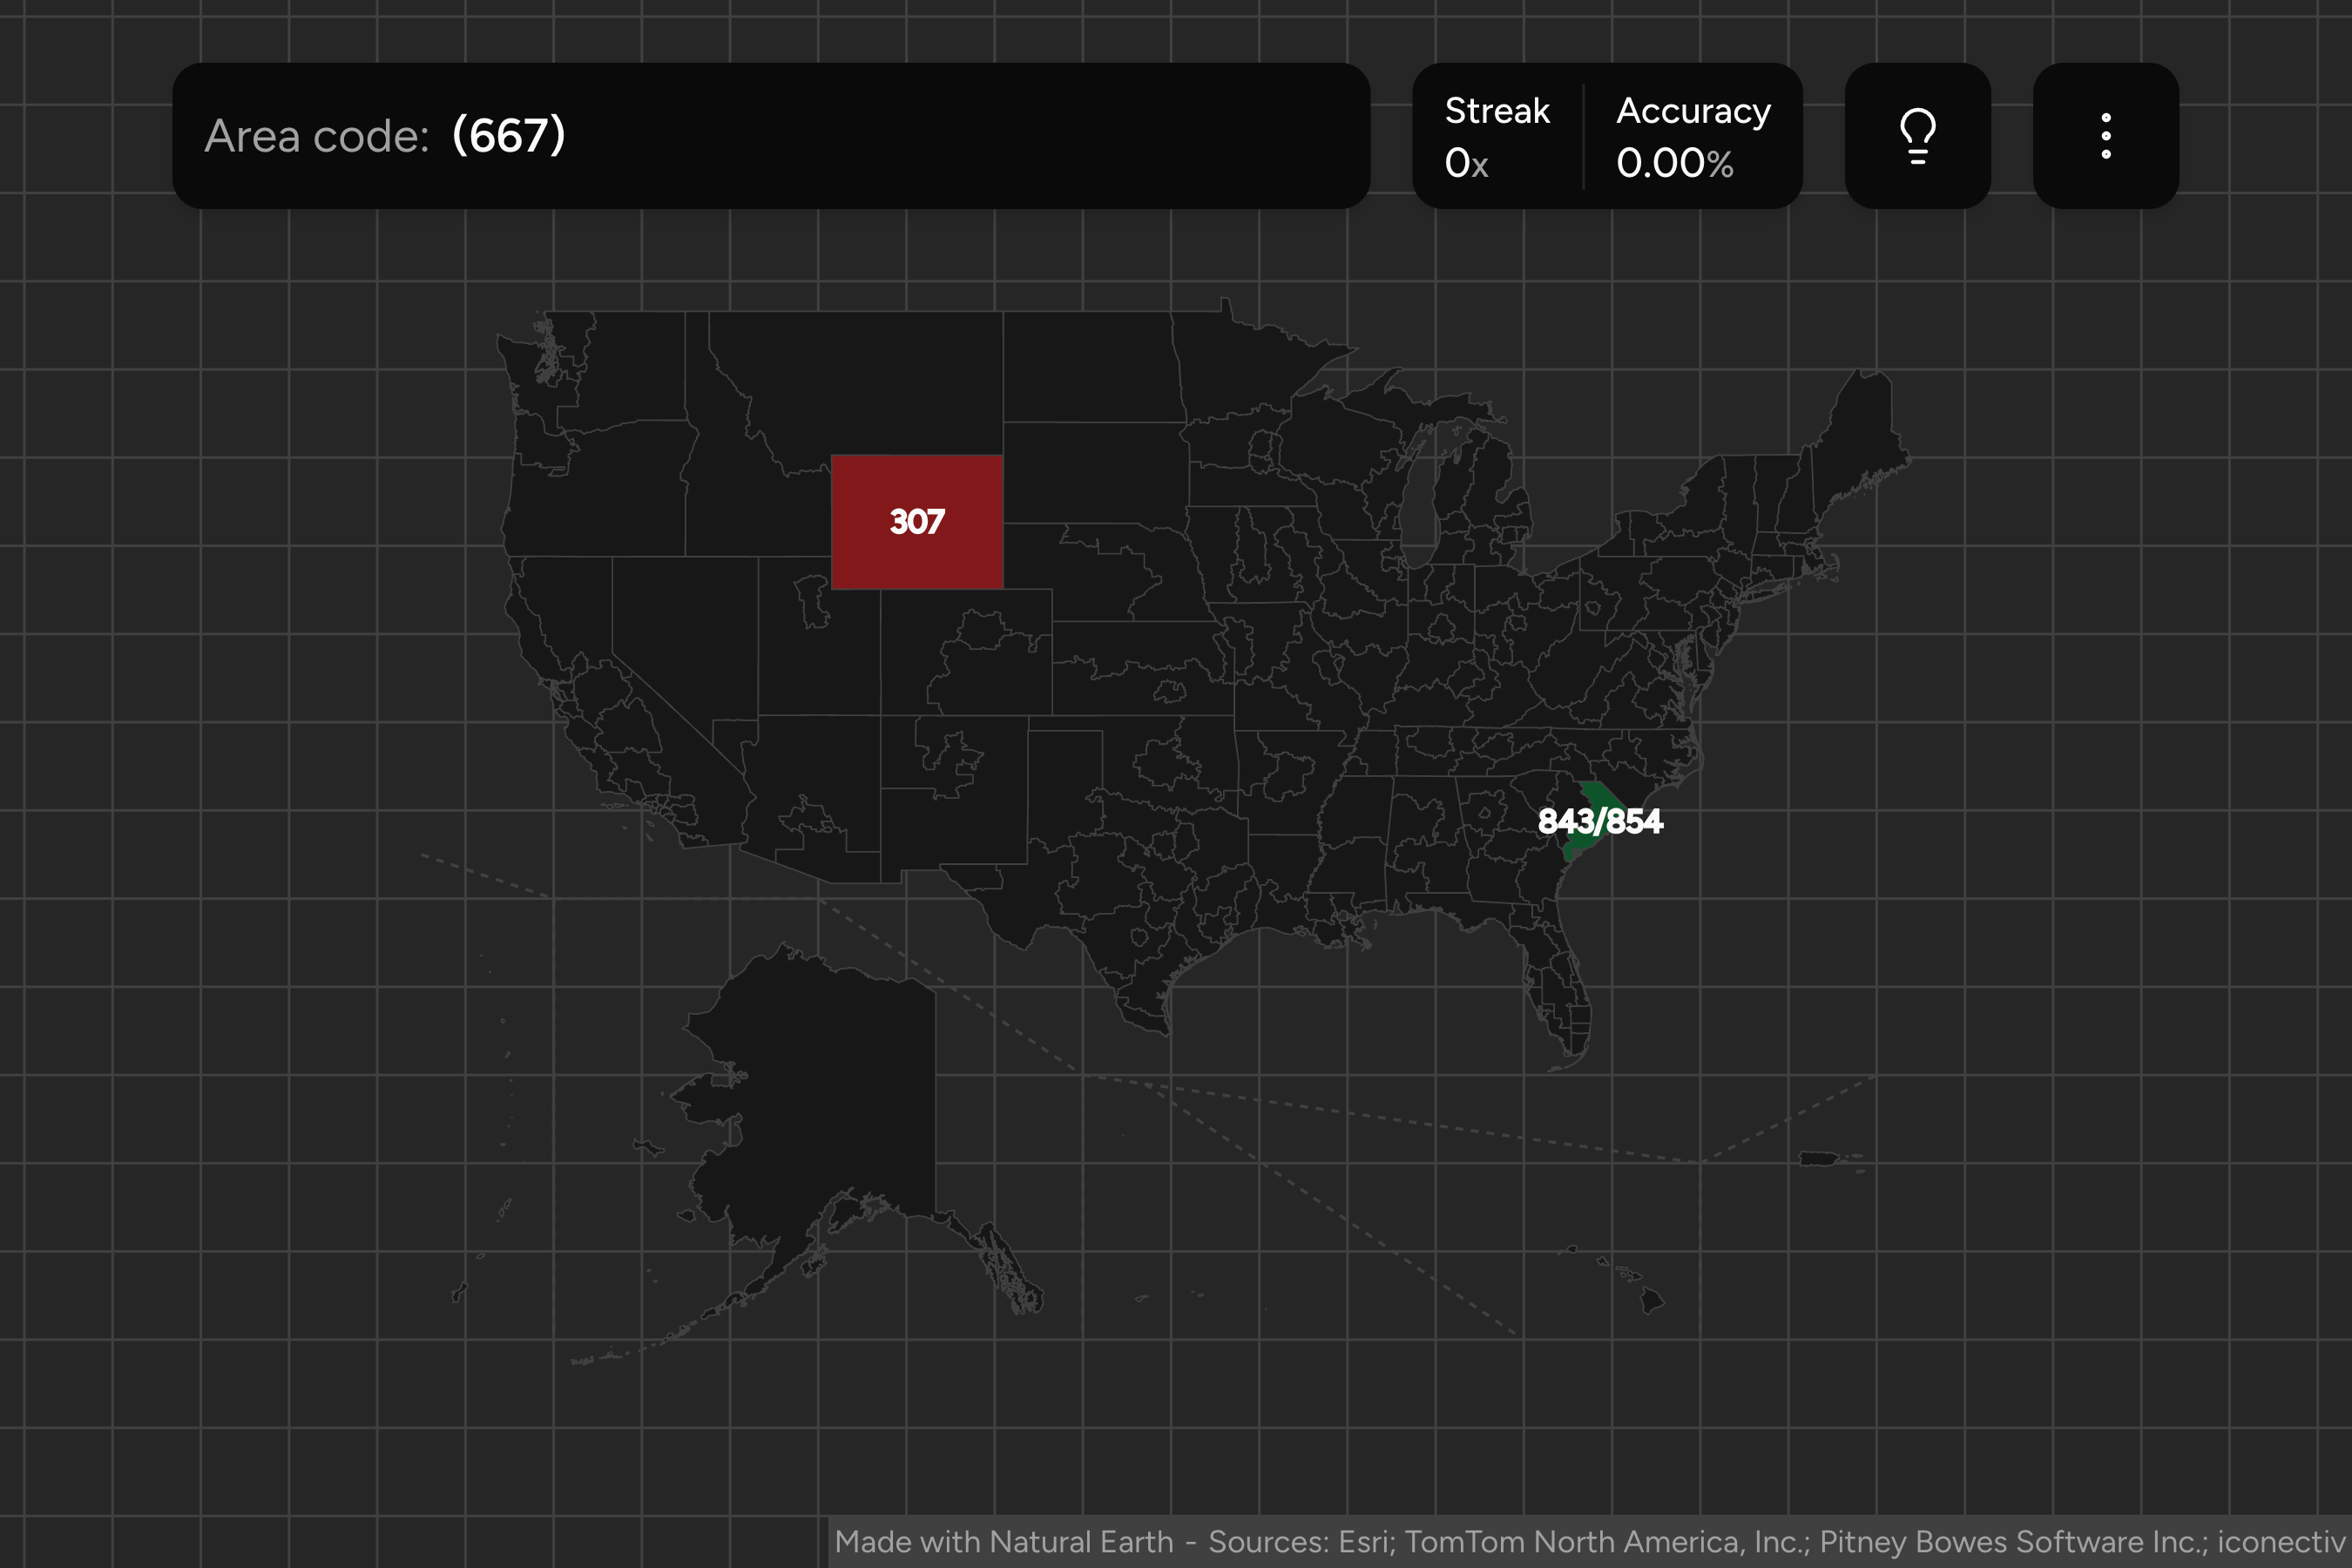 Area code: (667)
Streak
0x
Accuracy
0.00%
307
843/854
Made with Natural Earth - Sources: Esri; TomTom North America, Inc.; Pitney Bowes Software Inc.; iconectiv